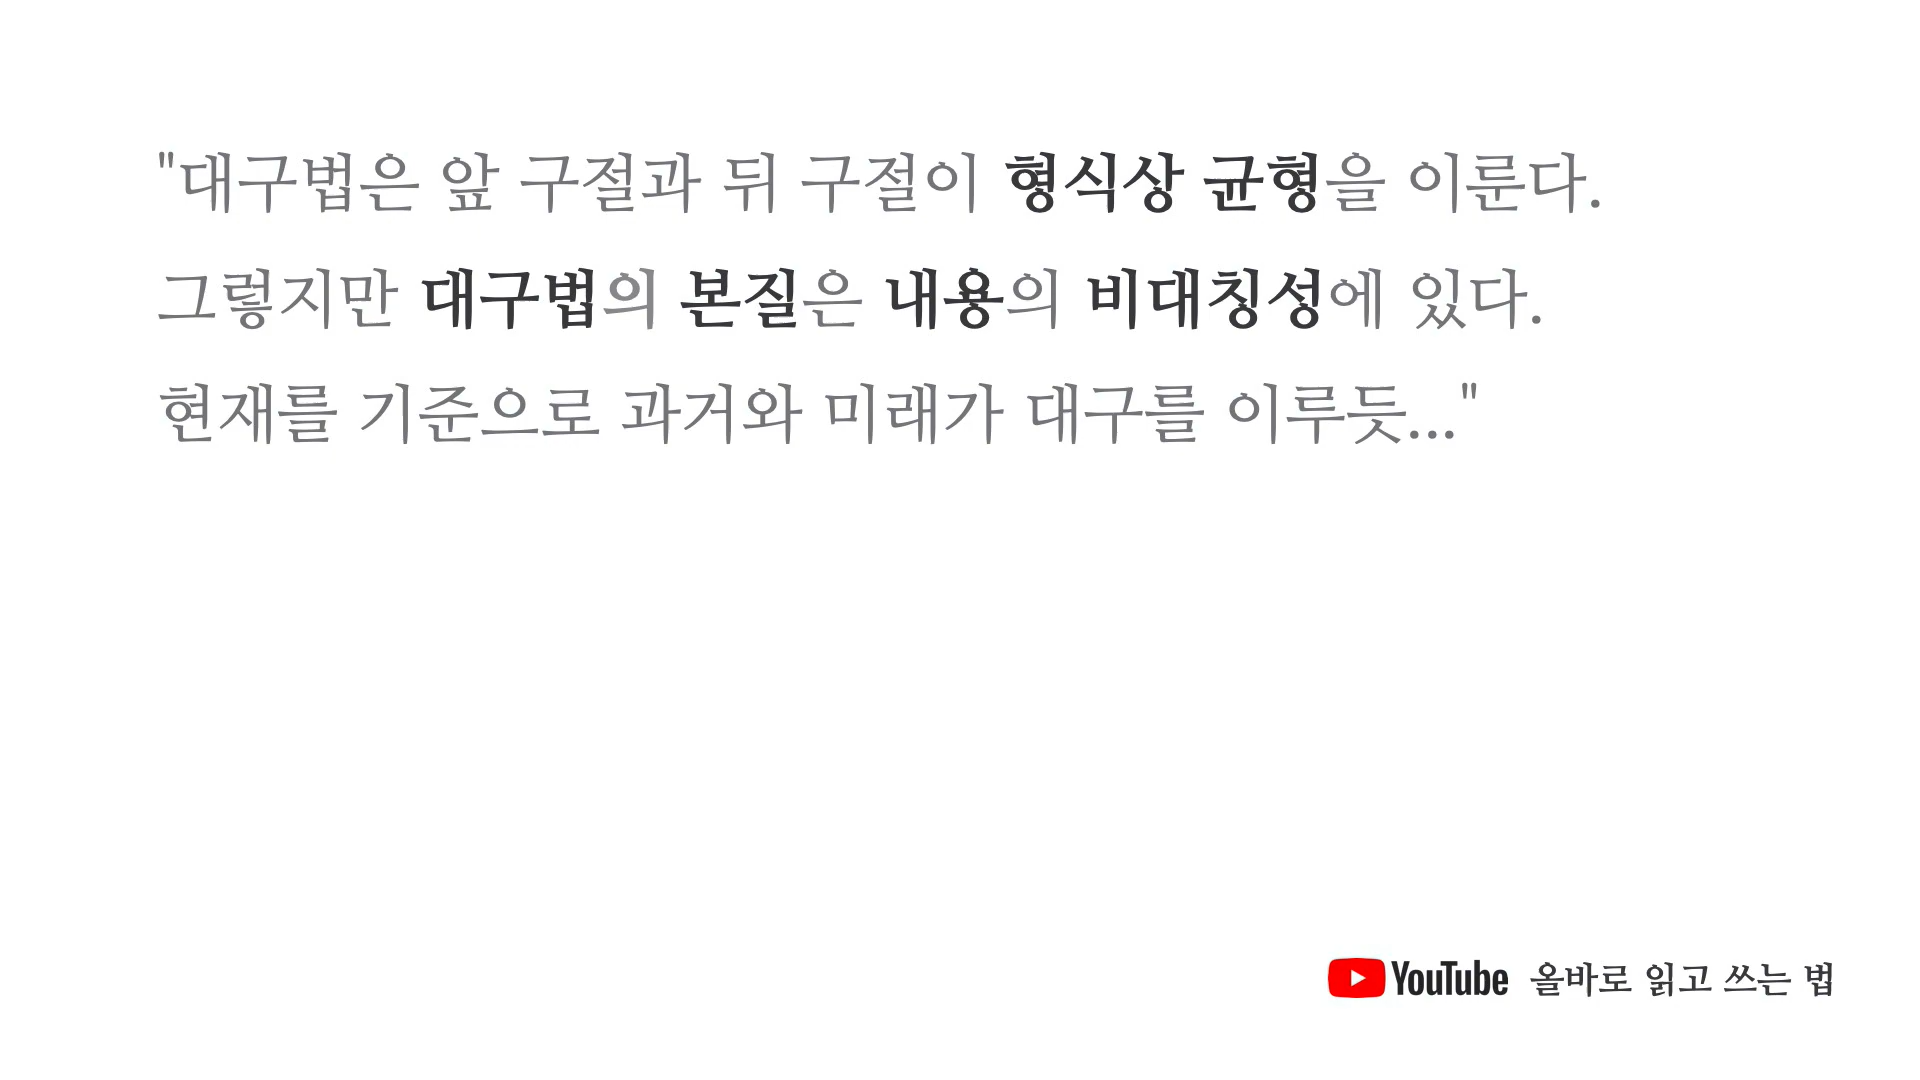 "대구법은 앞 구절과 뒤 구절이 형식상 균형을 이룬다.
그렇지만 대구법의 본질은 내용의 비대칭성에 있다.
현재를 기준으로 과거와 미래가 대구를 이루듯..."
YouTube 올바로 읽고 쓰는 법